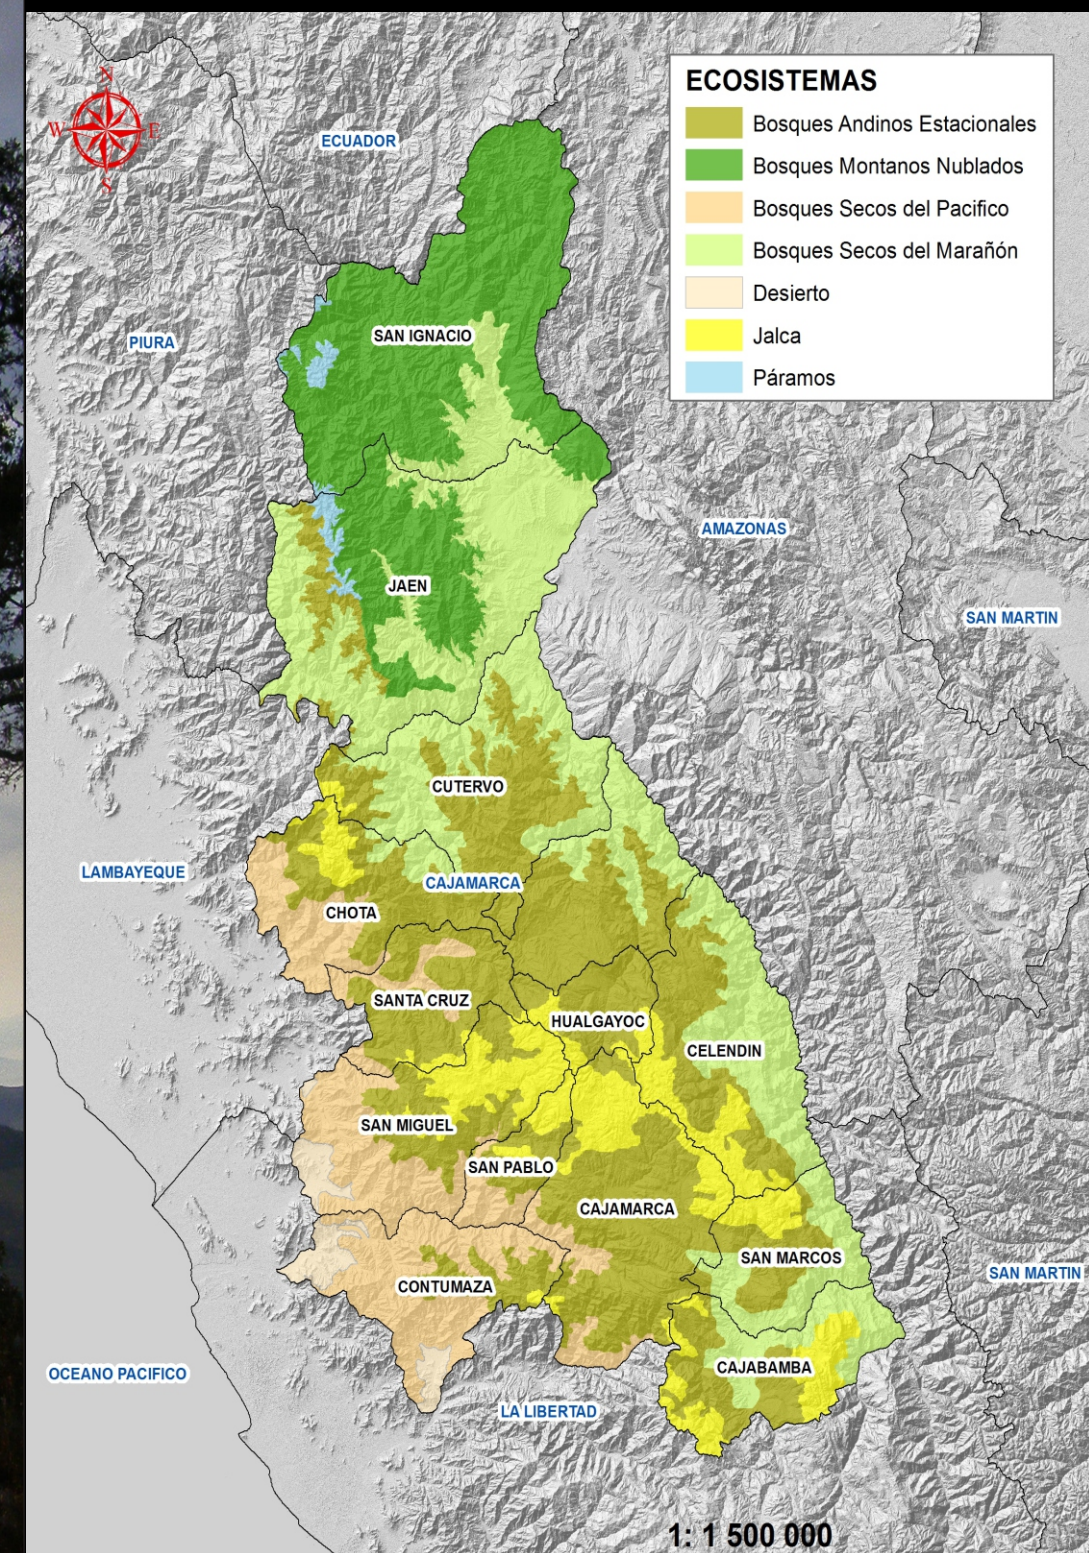 N
W E
S
ECUADOR
ECOSISTEMAS
Bosques Andinos Estacionales
Bosques Montanos Nublados
Bosques Secos del Pacifico
Bosques Secos del Marañón
Desierto
Jalca
Páramos
PIURA
SAN IGNACIO
AMAZONAS
JAEN
SAN MARTIN
CUTERVO
LAMBAYEQUE
CAJAMARCA
CHOTA
SANTA CRUZ
HUALGAYOC
CELENDIN
SAN MIGUEL
SAN PABLO
CAJAMARCA
SAN MARCOS
SAN MARTIN
CONTUMAZA
OCEANO PACIFICO
CAJABAMBA
LA LIBERTAD
1: 1 500 000